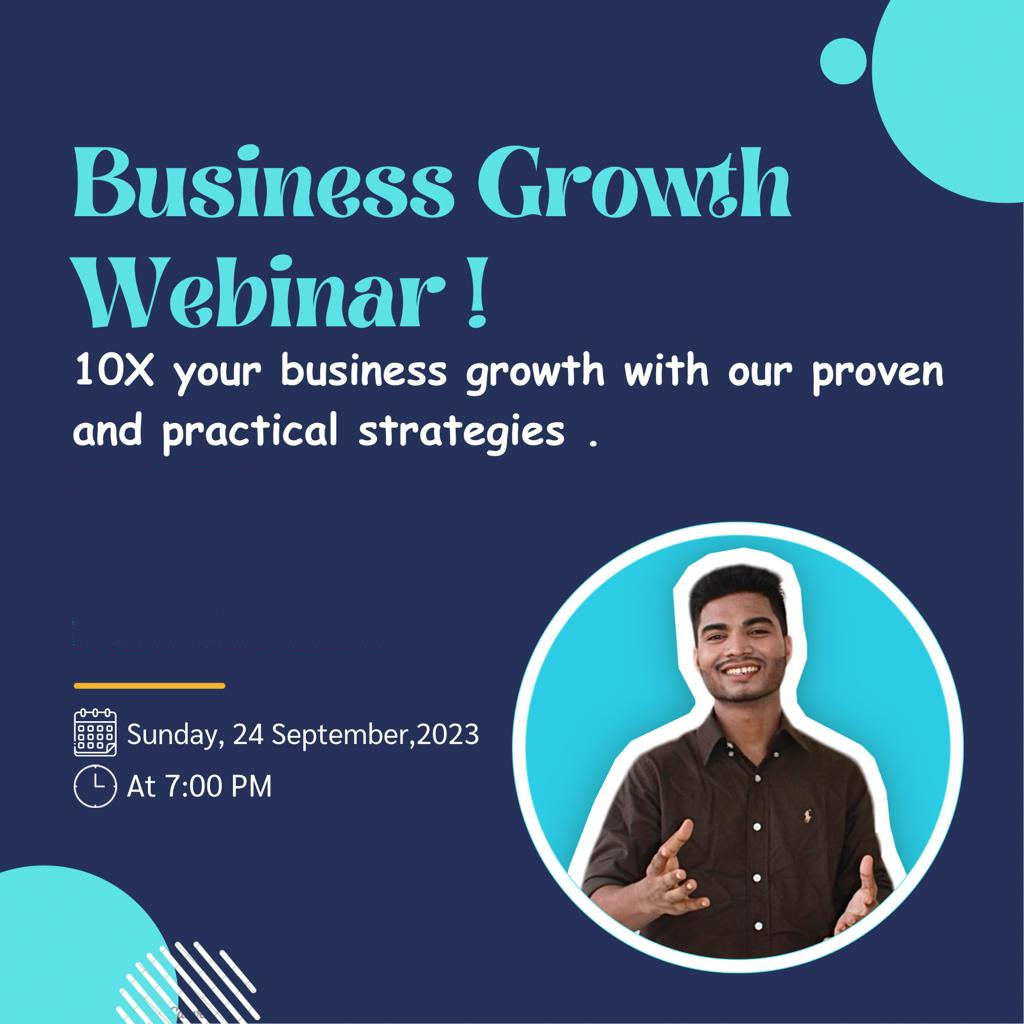 Business Growth
Webinar !
10X your business growth with our proven
and practical strategies .
Sunday, 24 September,2023
At 7:00 PM